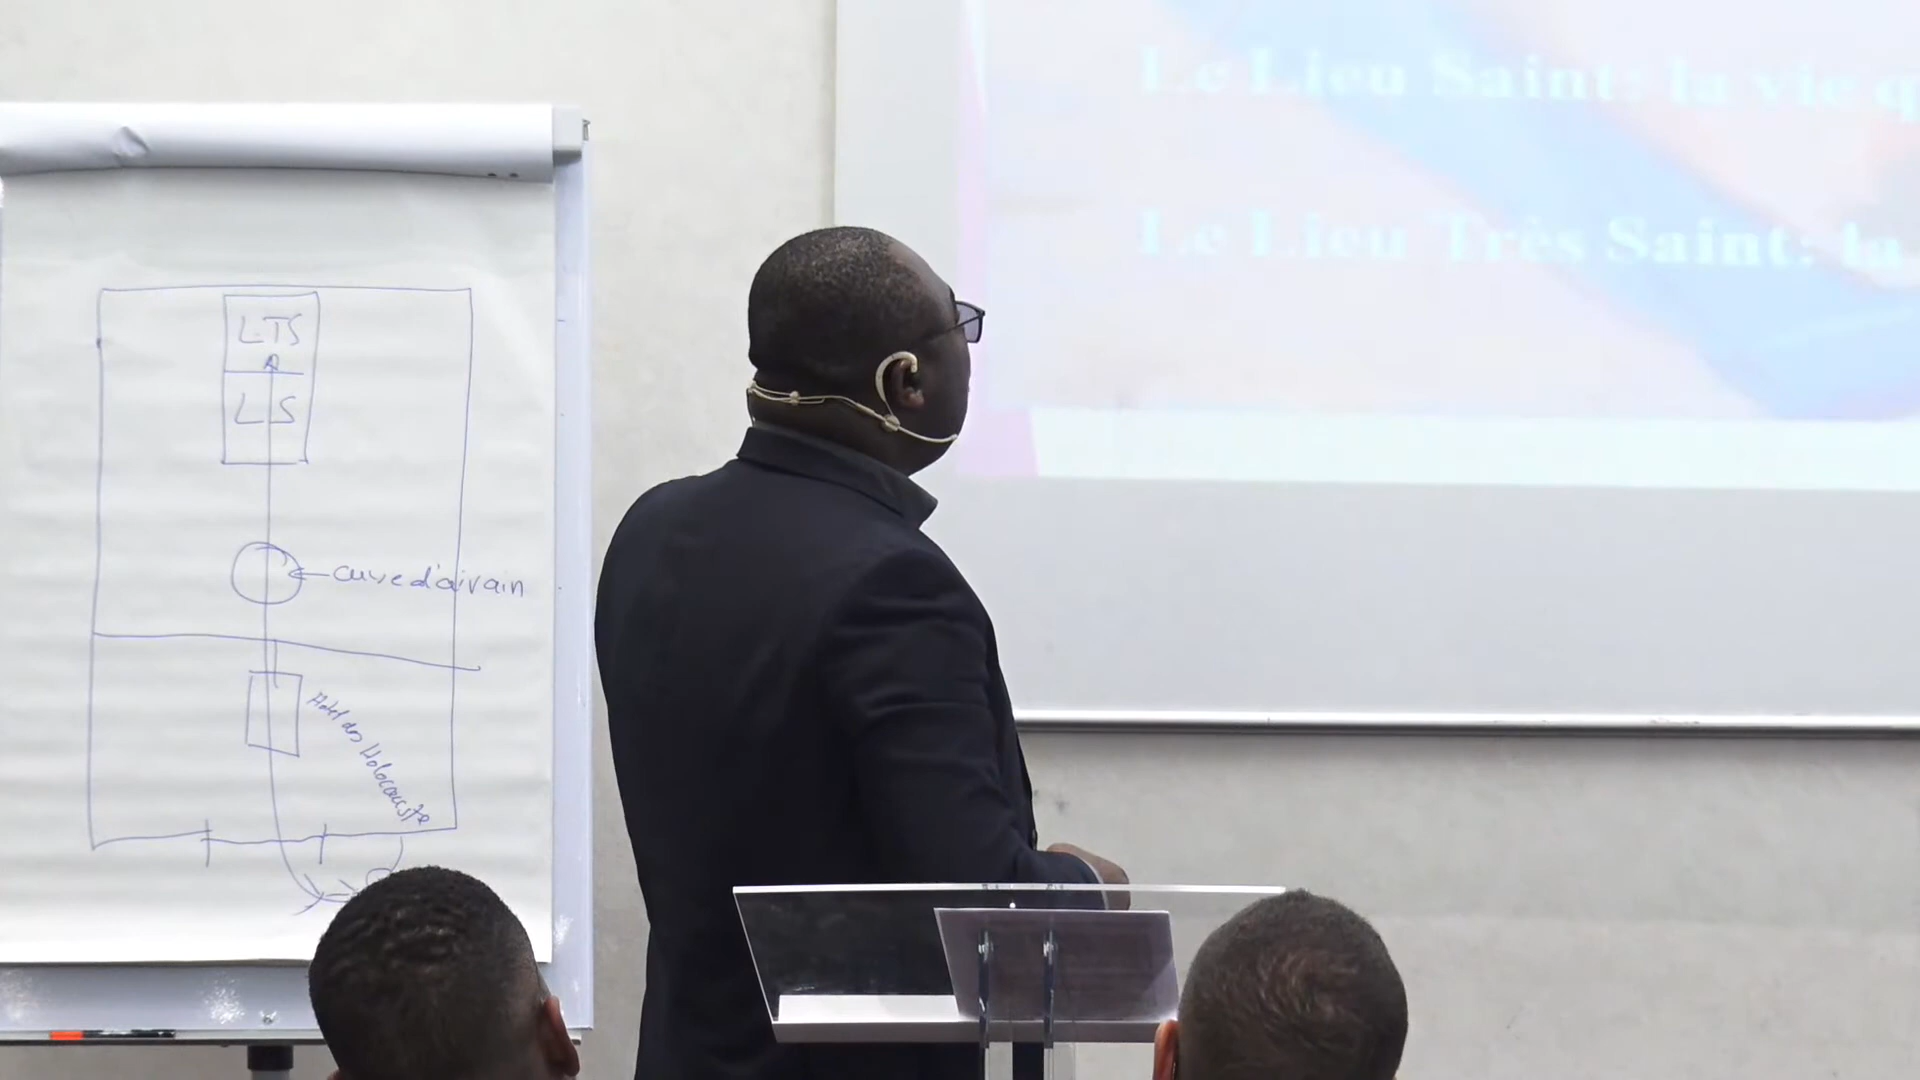 LTS
LS
cuve d'airain
Autel des Holocauste
Le Lieu Saint: la vie q
Le Lieu Très Saint: la